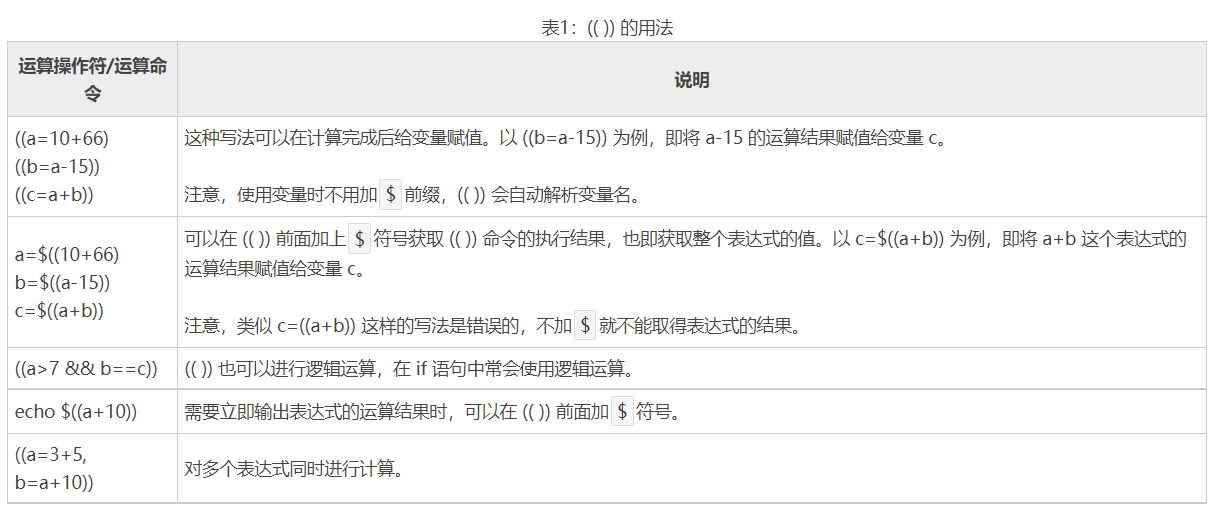 表1：(( )) 的用法
运算操作符/运算命
令
说明
((a=10+66)
((b=a-15))
((c=a+b))
这种写法可以在计算完成后给变量赋值。以 ((b=a-15)) 为例，即将 a-15 的运算结果赋值给变量 c。
注意，使用变量时不用加 $ 前缀，(( )) 会自动解析变量名。
a=$((10+66)
b=$((a-15))
c=$((a+b))
可以在 (( )) 前面加上 $ 符号获取 (( )) 命令的执行结果，也即获取整个表达式的值。以 c=$((a+b)) 为例，即将 a+b 这个表达式的
运算结果赋值给变量 c。
注意，类似 c=((a+b)) 这样的写法是错误的，不加 $ 就不能取得表达式的结果。
((a>7 && b==c))
(( )) 也可以进行逻辑运算，在 if 语句中常会使用逻辑运算。
echo $((a+10))
需要立即输出表达式的运算结果时，可以在 (( )) 前面加 $ 符号。
((a=3+5,
b=a+10))
对多个表达式同时进行计算。